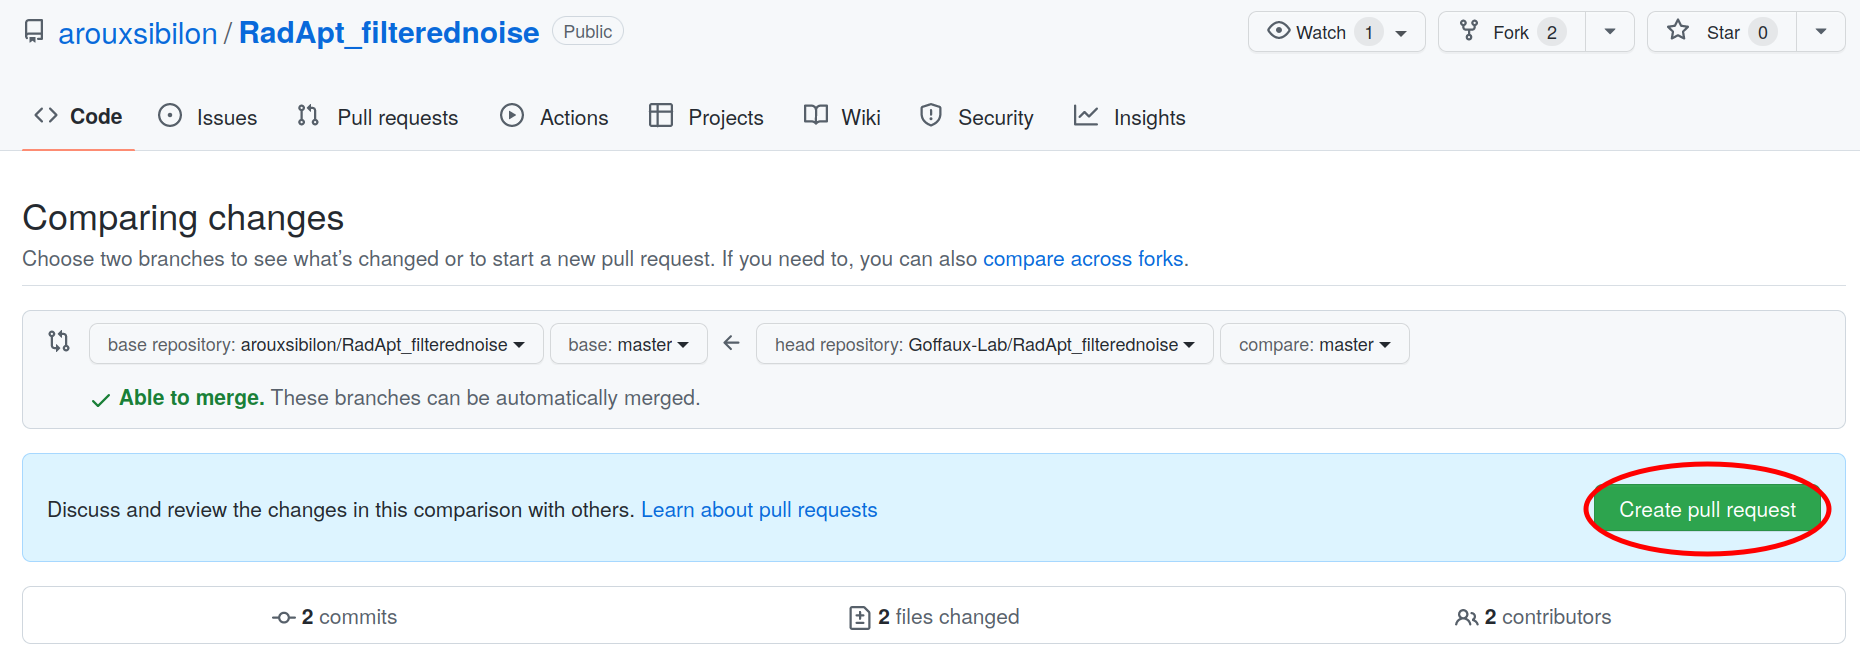 arouxsibilon / RadApt_filterednoise Public Watch 1 Fork 2 Star 0
Code Issues Pull requests Actions Projects Wiki Security Insights
Comparing changes
Choose two branches to see what's changed or to start a new pull request. If you need to, you can also compare across forks.
base repository: arouxsibilon/RadApt_filterednoise base: master ← head repository: Goffaux-Lab/RadApt_filterednoise compare: master
Able to merge. These branches can be automatically merged.
Discuss and review the changes in this comparison with others. Learn about pull requests Create pull request
2 commits 2 files changed 2 contributors